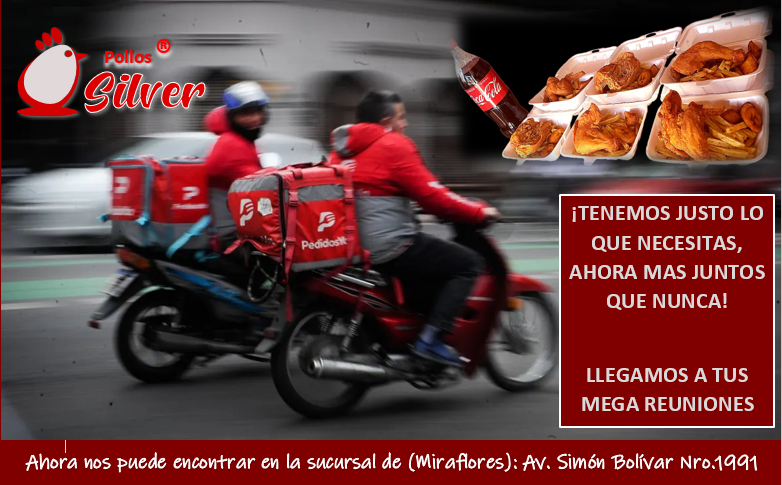 Pollos ®
Silver
Coca-Cola
PedidosYa
¡TENEMOS JUSTO LO
QUE NECESITAS,
AHORA MAS JUNTOS
QUE NUNCA!
LLEGAMOS A TUS
MEGA REUNIONES
Ahora nos puede encontrar en la sucursal de (Miraflores): Av. Simón Bolívar Nro.1991